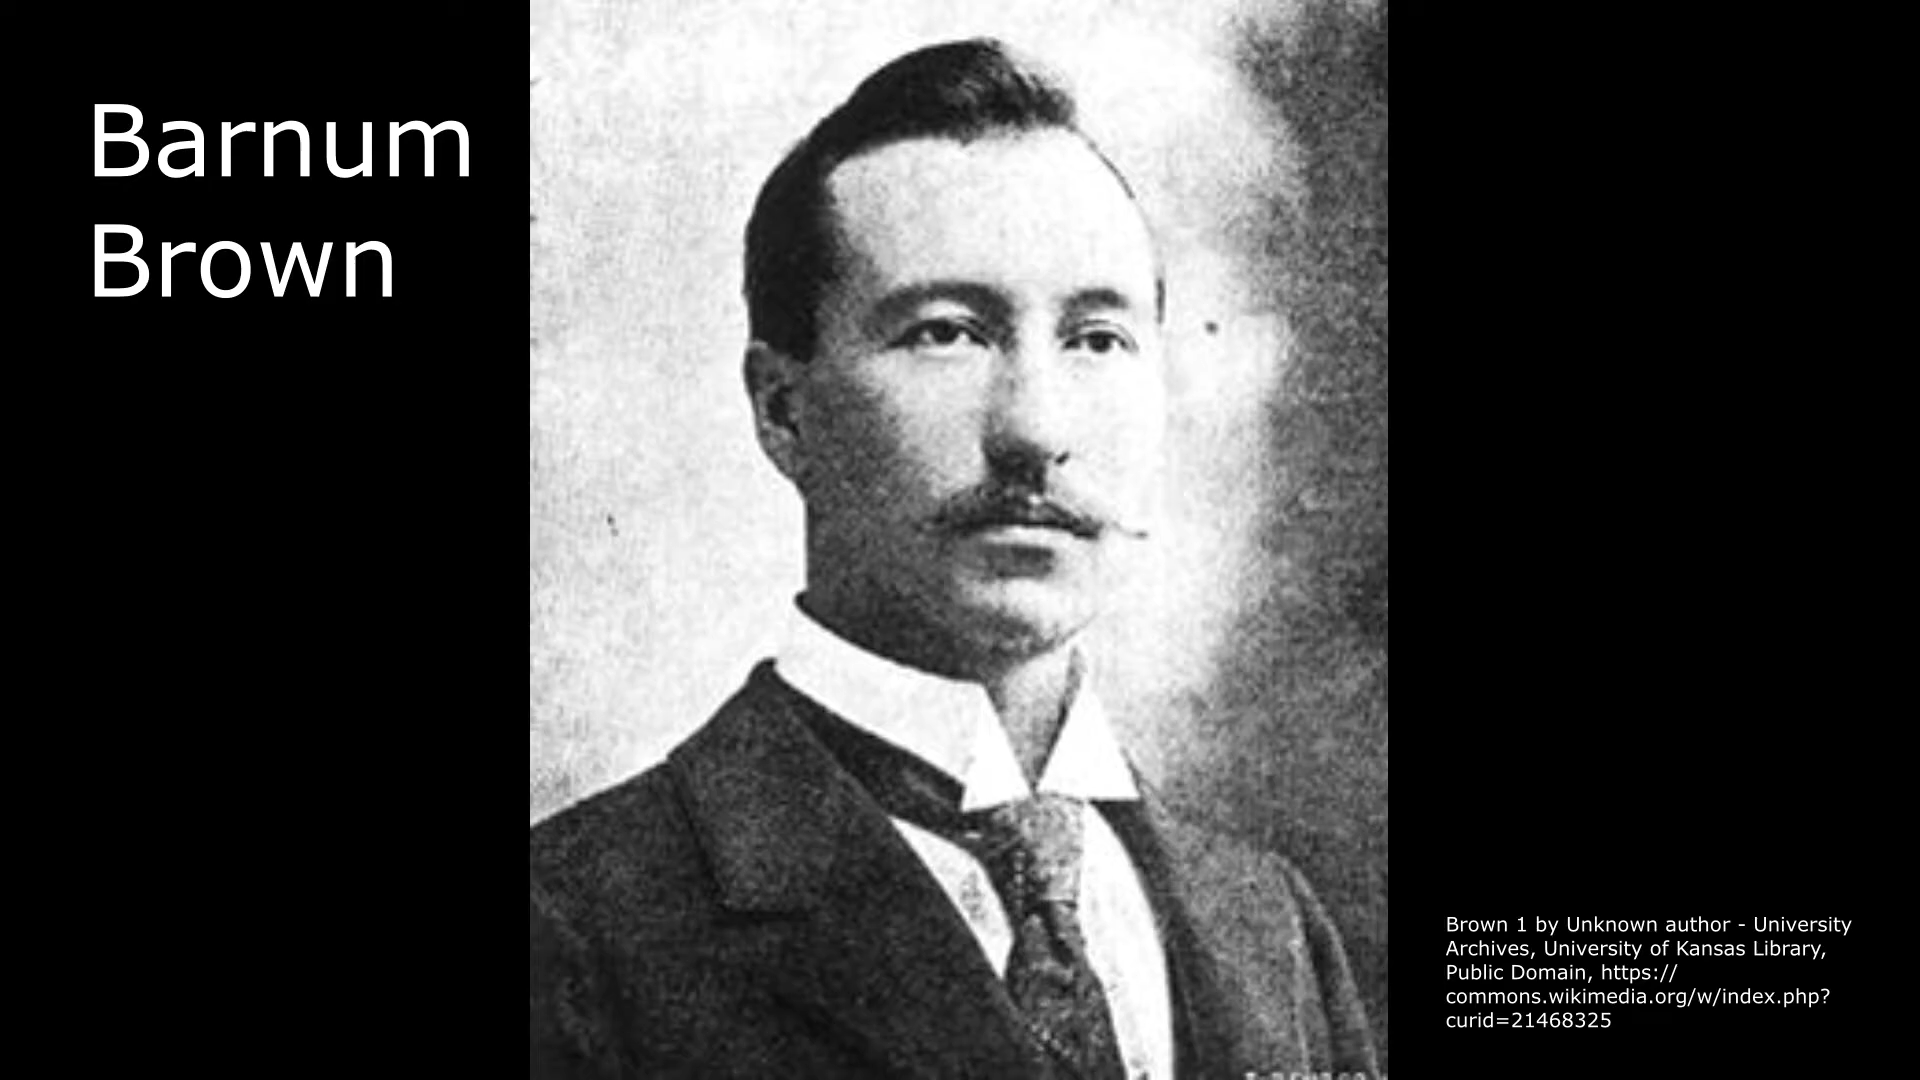 Barnum
Brown
Brown 1 by Unknown author - University
Archives, University of Kansas Library,
Public Domain, https://
commons.wikimedia.org/w/index.php?
curid=21468325